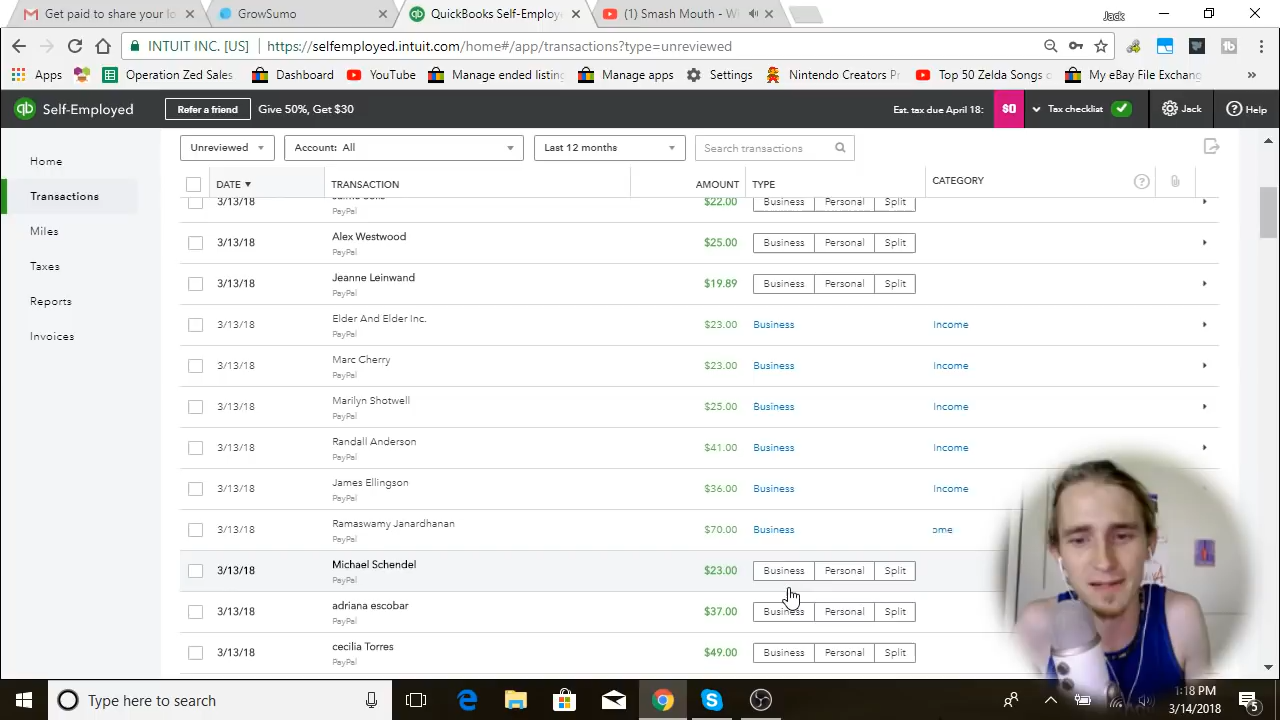 Get paid to share your lo
GrowSumo
QuickBooks Self-Employ
(1) Smash Mouth - W
Jack
INTUIT INC. [US]
https://selfemployed.intuit.com/home#/app/transactions?type=unreviewed
Apps
Operation Zed Sales
Dashboard
YouTube
Manage ended listing
Manage apps
Settings
Nintendo Creators Pr
Top 50 Zelda Songs o
My eBay File Exchang
»
qb Self-Employed
Refer a friend
Give 50%, Get $30
Est. tax due April 18:
$0
Tax checklist
Jack
Help
Home
Transactions
Miles
Taxes
Reports
Invoices
Unreviewed
Account: All
Last 12 months
Search transactions
DATE TRANSACTION AMOUNT TYPE CATEGORY
3/13/18 $22.00 Business Personal Split
PayPal
3/13/18 Alex Westwood $25.00 Business Personal Split
PayPal
3/13/18 Jeanne Leinwand $19.89 Business Personal Split
PayPal
3/13/18 Elder And Elder Inc. $23.00 Business Income
PayPal
3/13/18 Marc Cherry $23.00 Business Income
PayPal
3/13/18 Marilyn Shotwell $25.00 Business Income
PayPal
3/13/18 Randall Anderson $41.00 Business Income
PayPal
3/13/18 James Ellingson $36.00 Business Income
PayPal
3/13/18 Ramaswamy Janardhanan $70.00 Business ome
PayPal
3/13/18 Michael Schendel $23.00 Business Personal Split
PayPal
3/13/18 adriana escobar $37.00 Business Personal Split
PayPal
3/13/18 cecilia Torres $49.00 Business Personal Split
PayPal
Type here to search
1:18 PM
3/14/2018
5